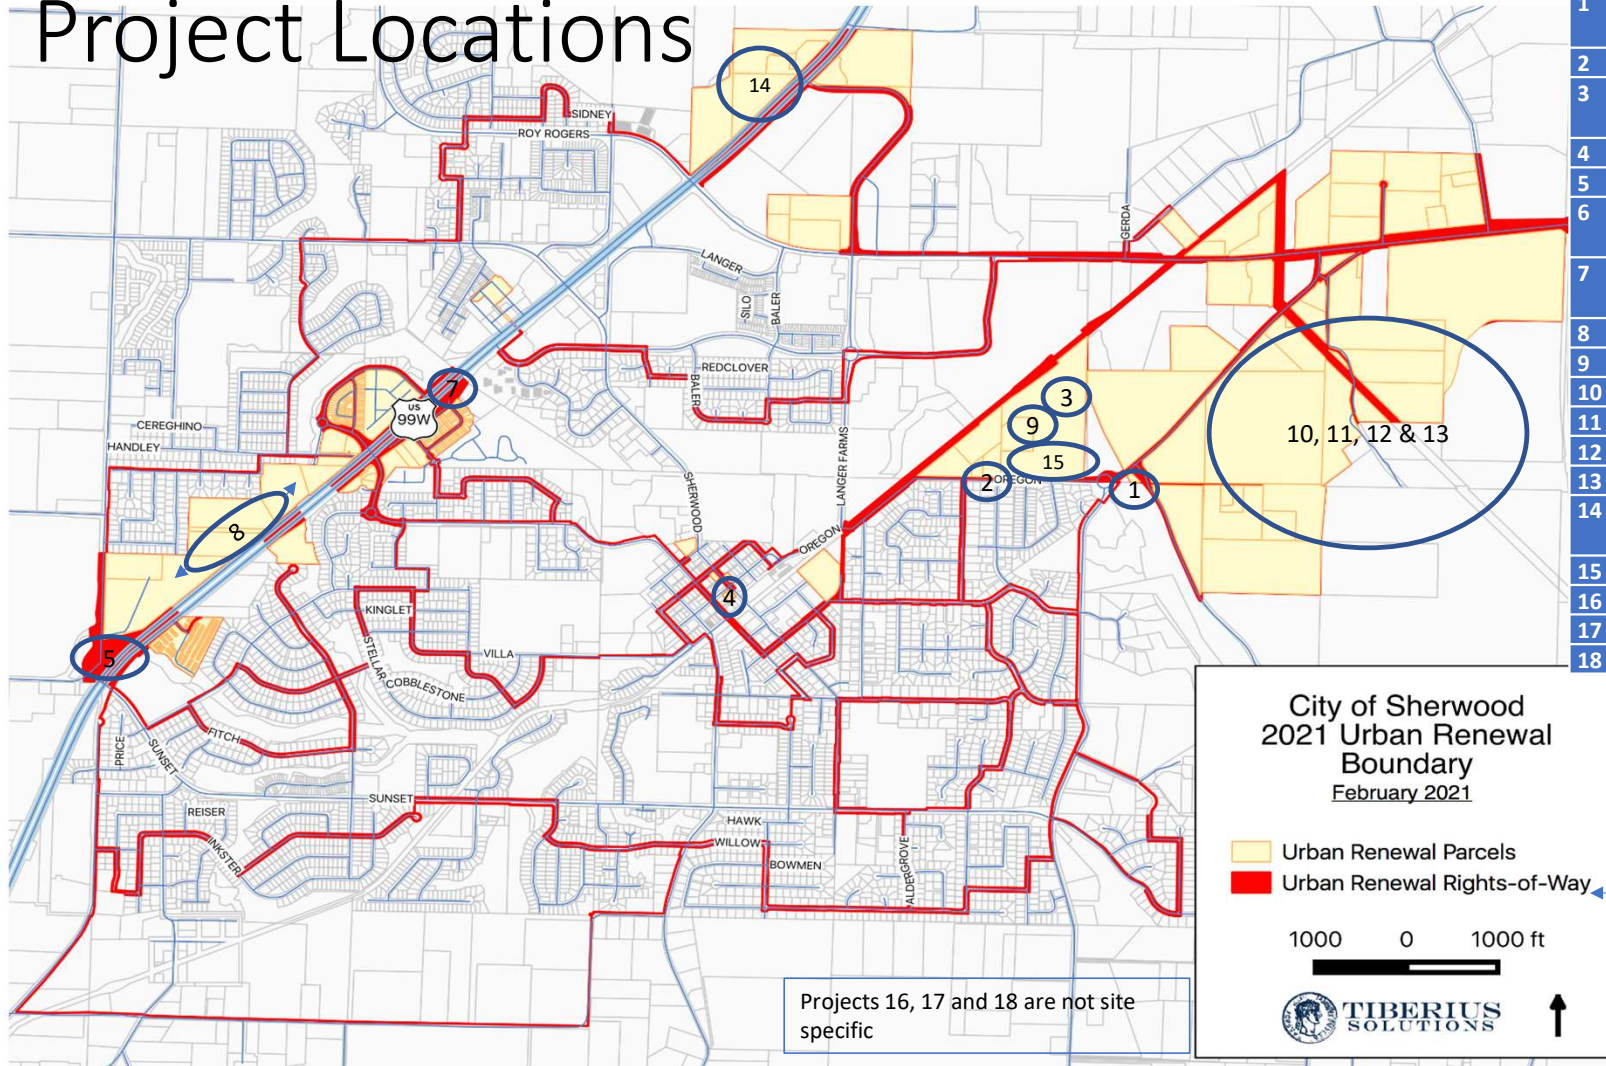 Project Locations
1
2
3
4
5
6
7
8
9
10
11
12
13
14
15
16
17
18
14
SIDNEY
ROY ROGERS
GERDA
LANGER
SILO
BALER
REDCLOVER
BALER
7
US
99W
3
9
10, 11, 12 & 13
CEREGHINO
HANDLEY
LANGER FARMS
15
2
OREGON
1
SHERWOOD
8
OREGON
4
KINGLET
5
STELLAR
VILLA
COBBLESTONE
FITCH
PRICE
SUNSET
SUNSET
REISER
INKSTER
HAWK
WILLOW
BOWMEN
ALDERGROVE
City of Sherwood
2021 Urban Renewal
Boundary
February 2021
Urban Renewal Parcels
Urban Renewal Rights-of-Way
1000 0 1000 ft
TIBERIUS
SOLUTIONS
Projects 16, 17 and 18 are not site
specific